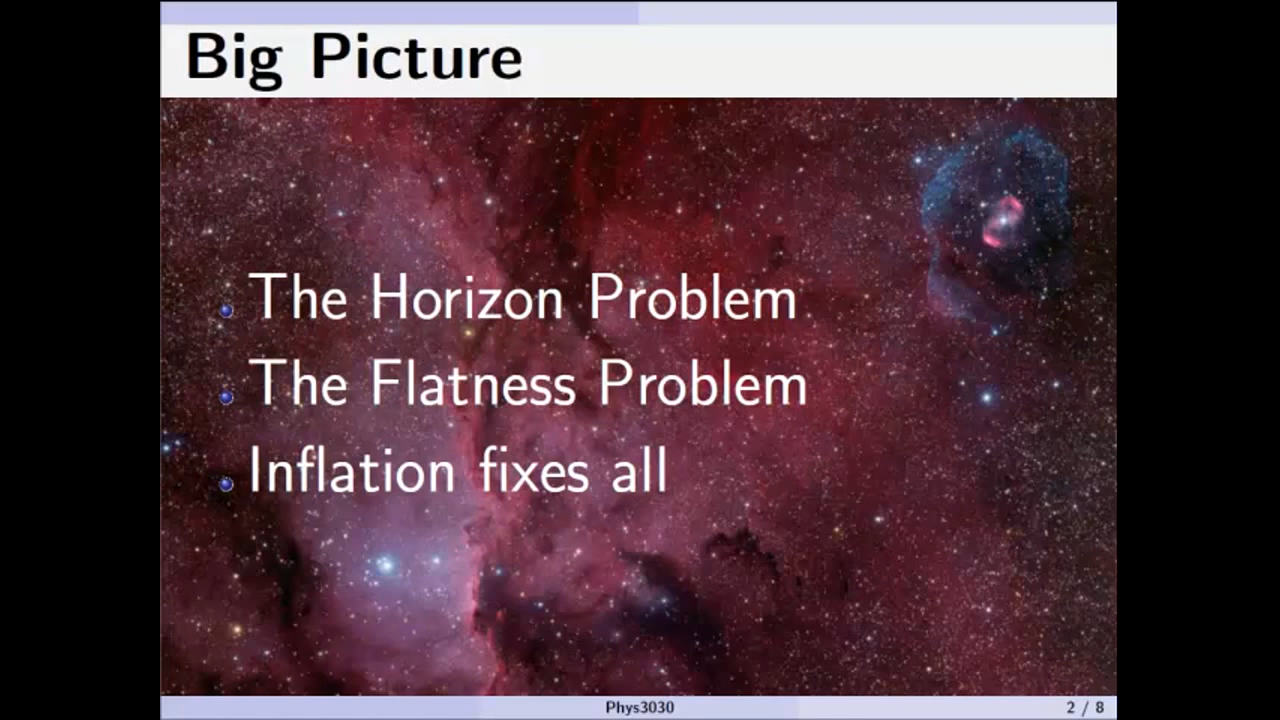 Big Picture
The Horizon Problem
The Flatness Problem
Inflation fixes all
Phys3030
2 / 8